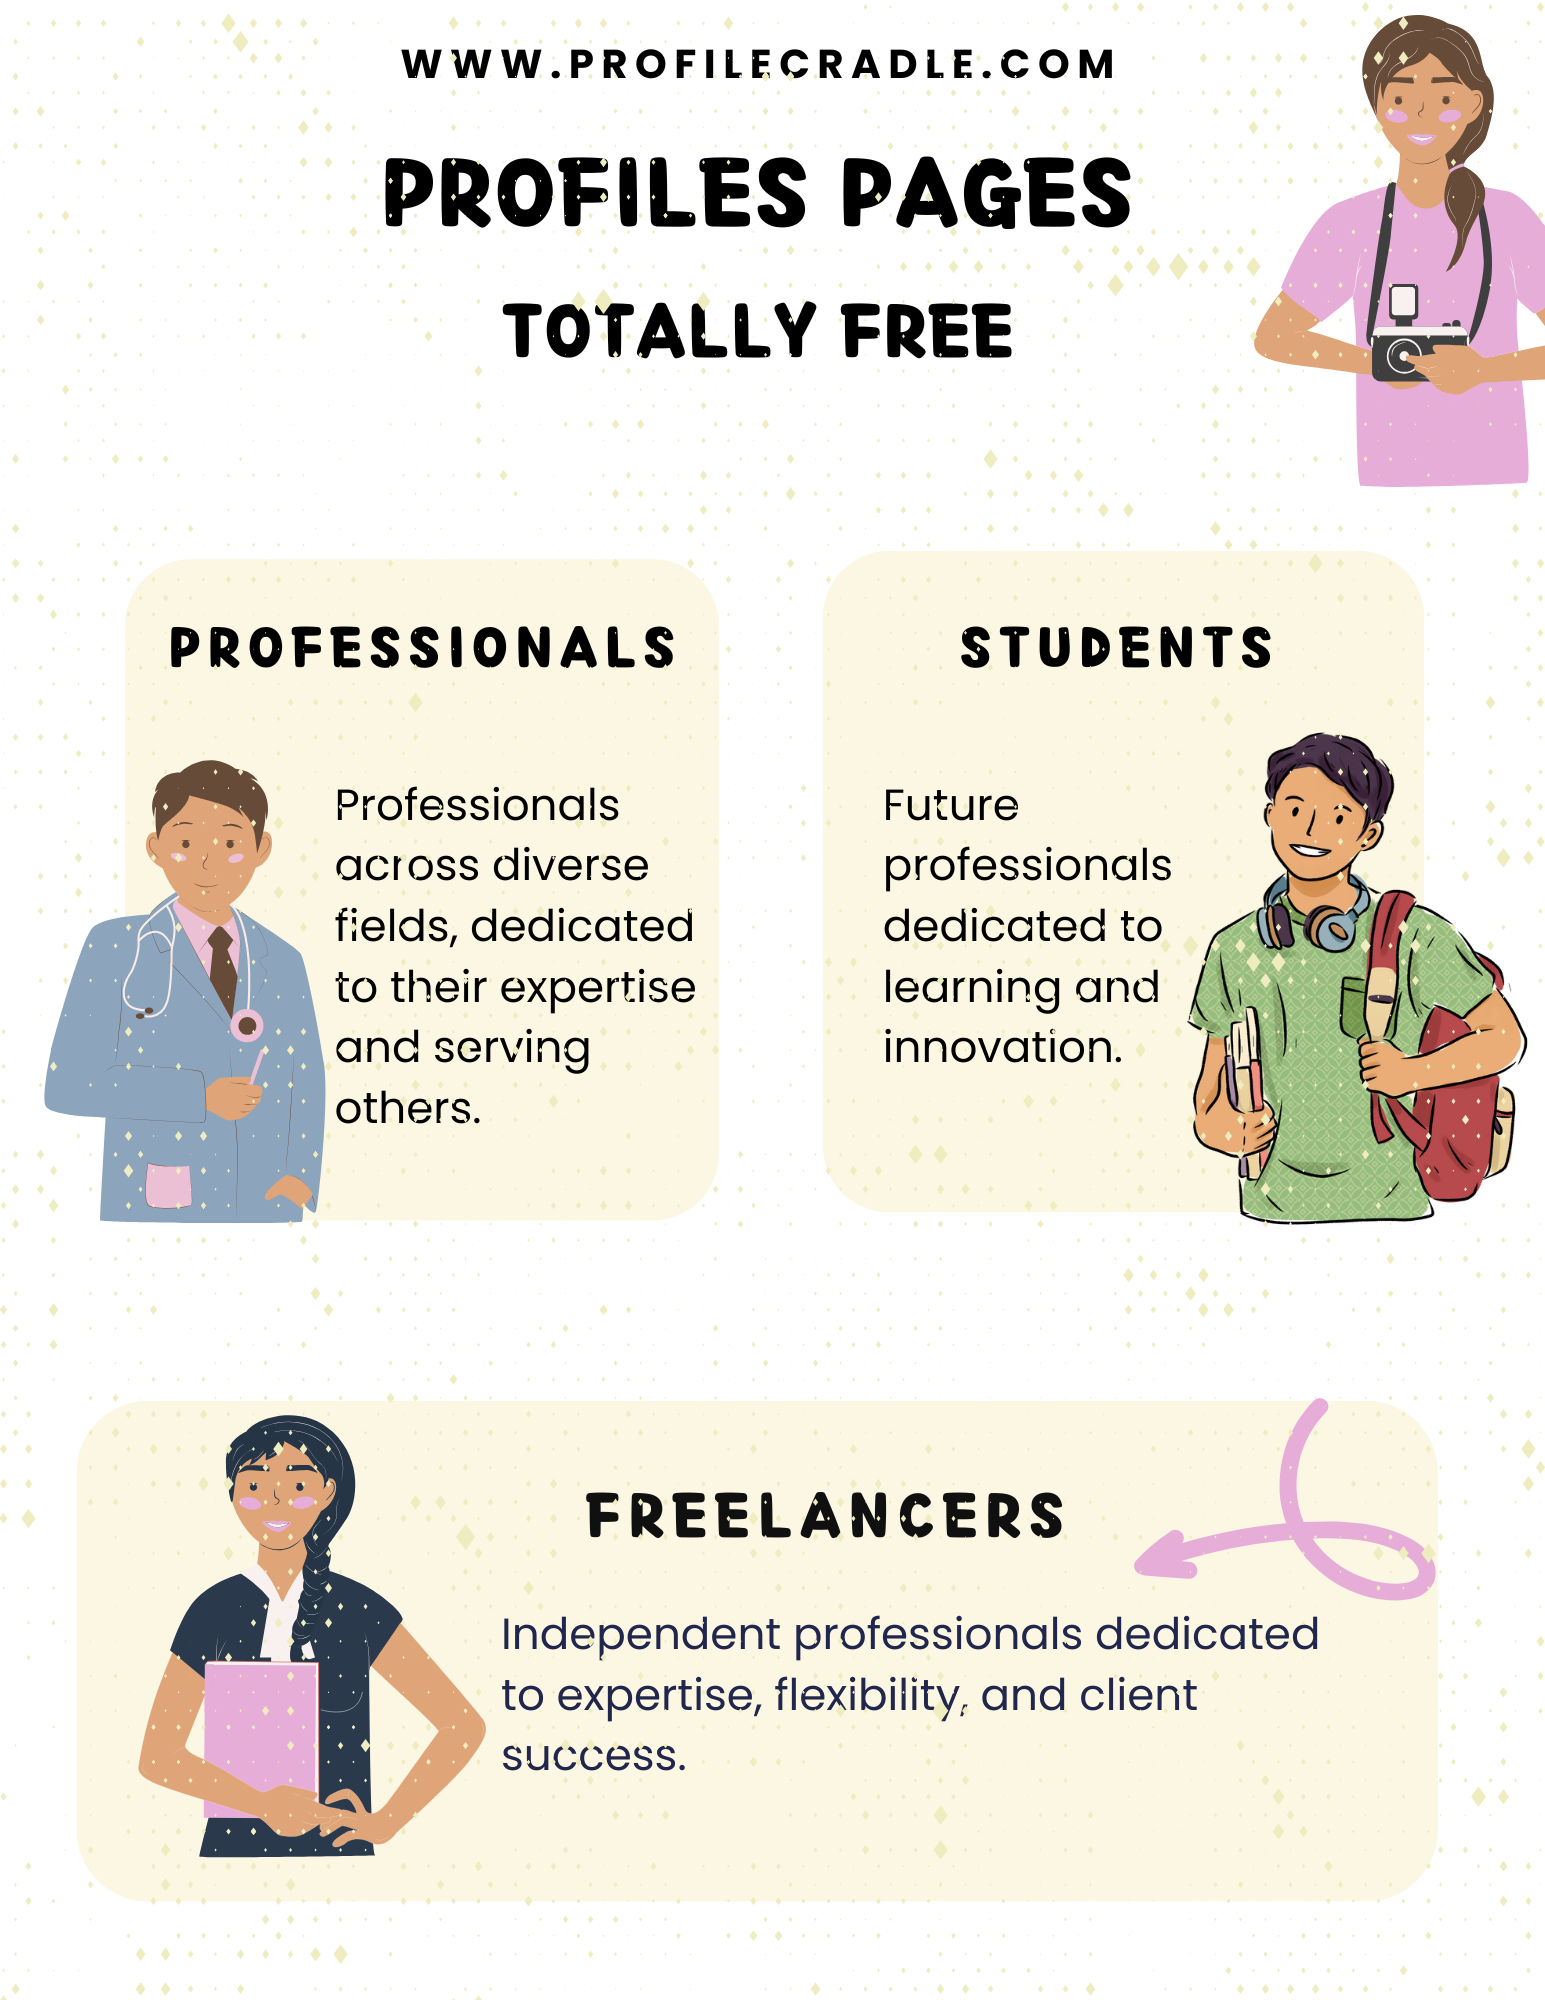 WWW.PROFILECRADLE.COM
PROFILES PAGES
TOTALLY FREE
PROFESSIONALS
Professionals
across diverse
fields, dedicated
to their expertise
and serving
others.
STUDENTS
Future
professionals
dedicated to
learning and
innovation.
FREELANCERS
Independent professionals dedicated
to expertise, flexibility, and client
success.